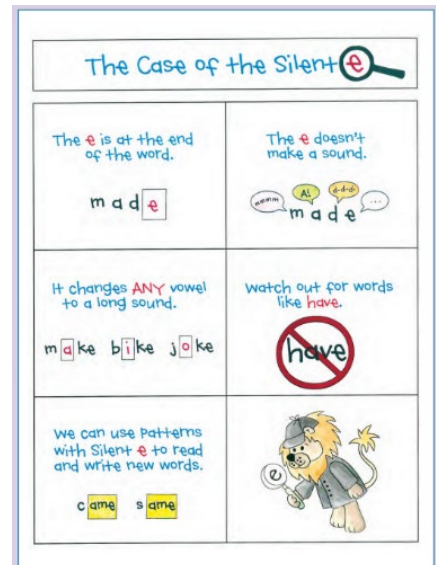 The Case of the Silent e
The e is at the end
of the word.
made
The e doesn't
make a sound.
mmmm A! d-d-d ...
made
It changes ANY vowel
to a long sound.
make bike joke
Watch out for words
like have.
have
We can use patterns
with Silent e to read
and write new words.
came same
e